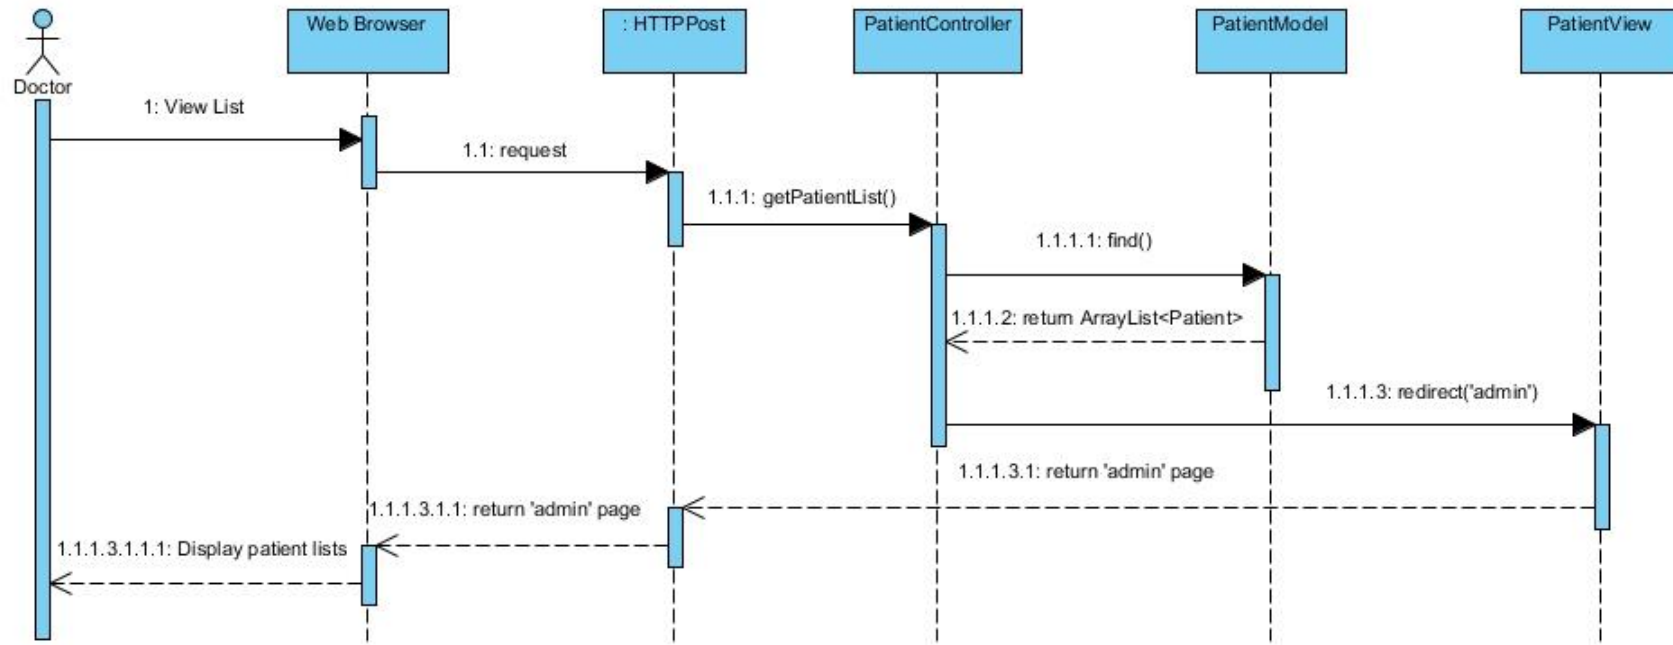 Web Browser
: HTTPPost
PatientController
PatientModel
PatientView
Doctor
1: View List
1.1: request
1.1.1: getPatientList()
1.1.1.1: find()
1.1.1.2: return ArrayList<Patient>
1.1.1.3: redirect('admin')
1.1.1.3.1: return 'admin' page
1.1.1.3.1.1: return 'admin' page
1.1.1.3.1.1.1: Display patient lists